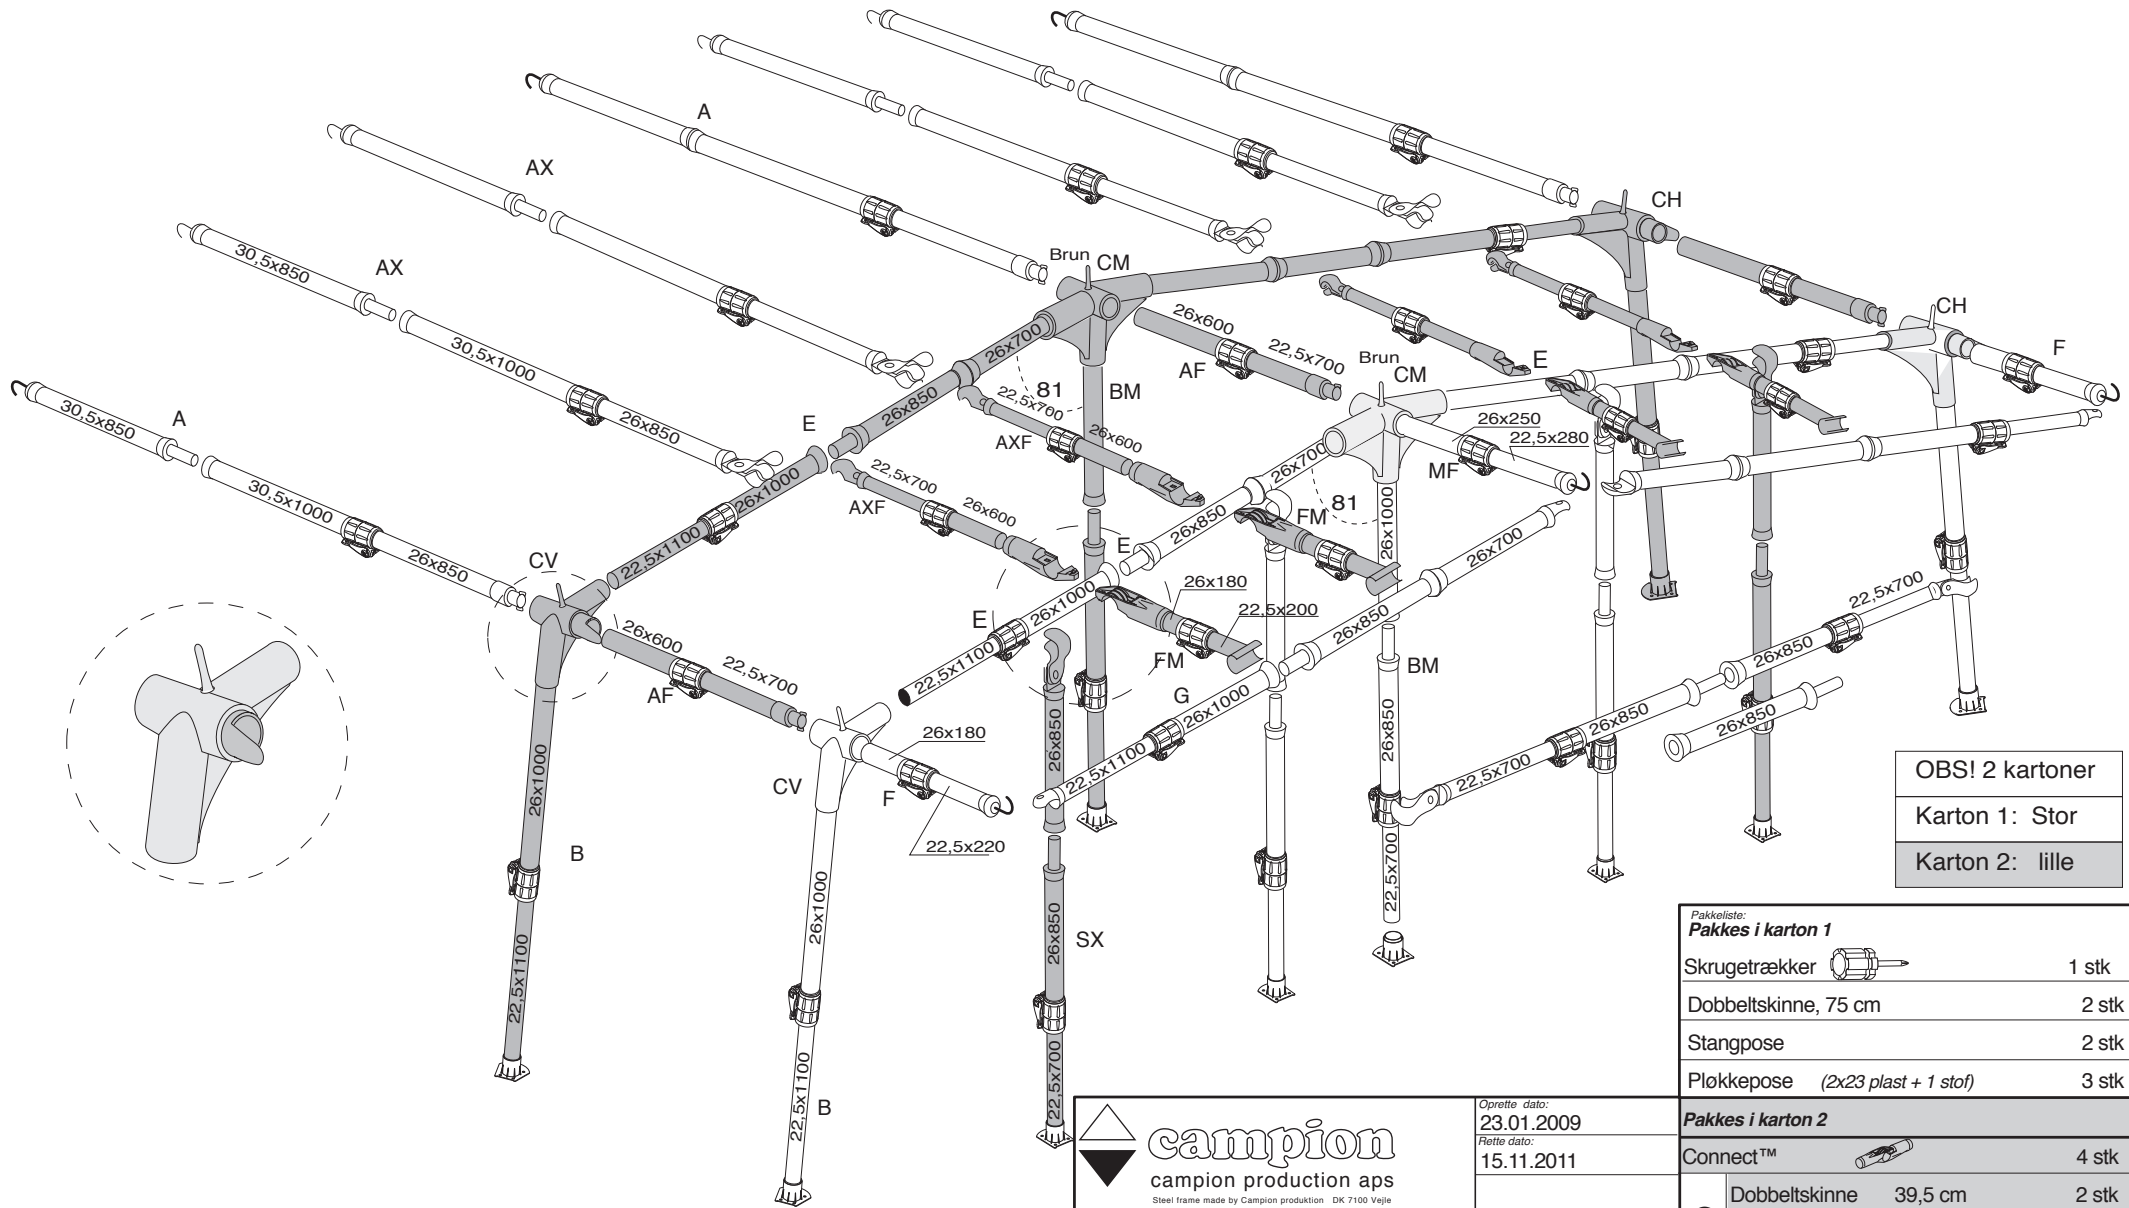 A
AX
AX
30,5x850
A
30,5x850
30,5x1000
30,5x1000
26x850
26x850
CH
CH
F
Brun
CM
26x700
81
26x850
E
26x600
22,5x700
AF
BM
Brun
CM
E
26x250
22,5x280
MF
22,5x700
26x600
AXF
22,5x700
26x600
AXF
26x1000
22,5x1100
CV
26x600
22,5x700
AF
26x700
81
26x1000
26x850
E
FM
26x700
26x1000
E
22,5x1100
26x180
22,5x200
FM
26x850
BM
G
26x1000
22,5x1100
22,5x700
26x850
26x850
26x850
22,5x700
26x850
22,5x700
26x850
CV
26x180
F
22,5x220
26x1000
B
22,5x1100
26x1000
B
22,5x1100
26x850
SX
22,5x700
OBS! 2 kartoner
Karton 1: Stor
Karton 2: lille
Pakkeliste:
Pakkes i karton 1
Skrugetrækker 1 stk
Dobbeltskinne, 75 cm 2 stk
Stangpose 2 stk
Pløkkepose (2x23 plast + 1 stof) 3 stk
Pakkes i karton 2
Connect™ 4 stk
Dobbeltskinne 39,5 cm 2 stk
campion
campion production aps
Steel frame made by Campion produktion DK 7100 Vejle
Oprette dato:
23.01.2009
Rette dato:
15.11.2011